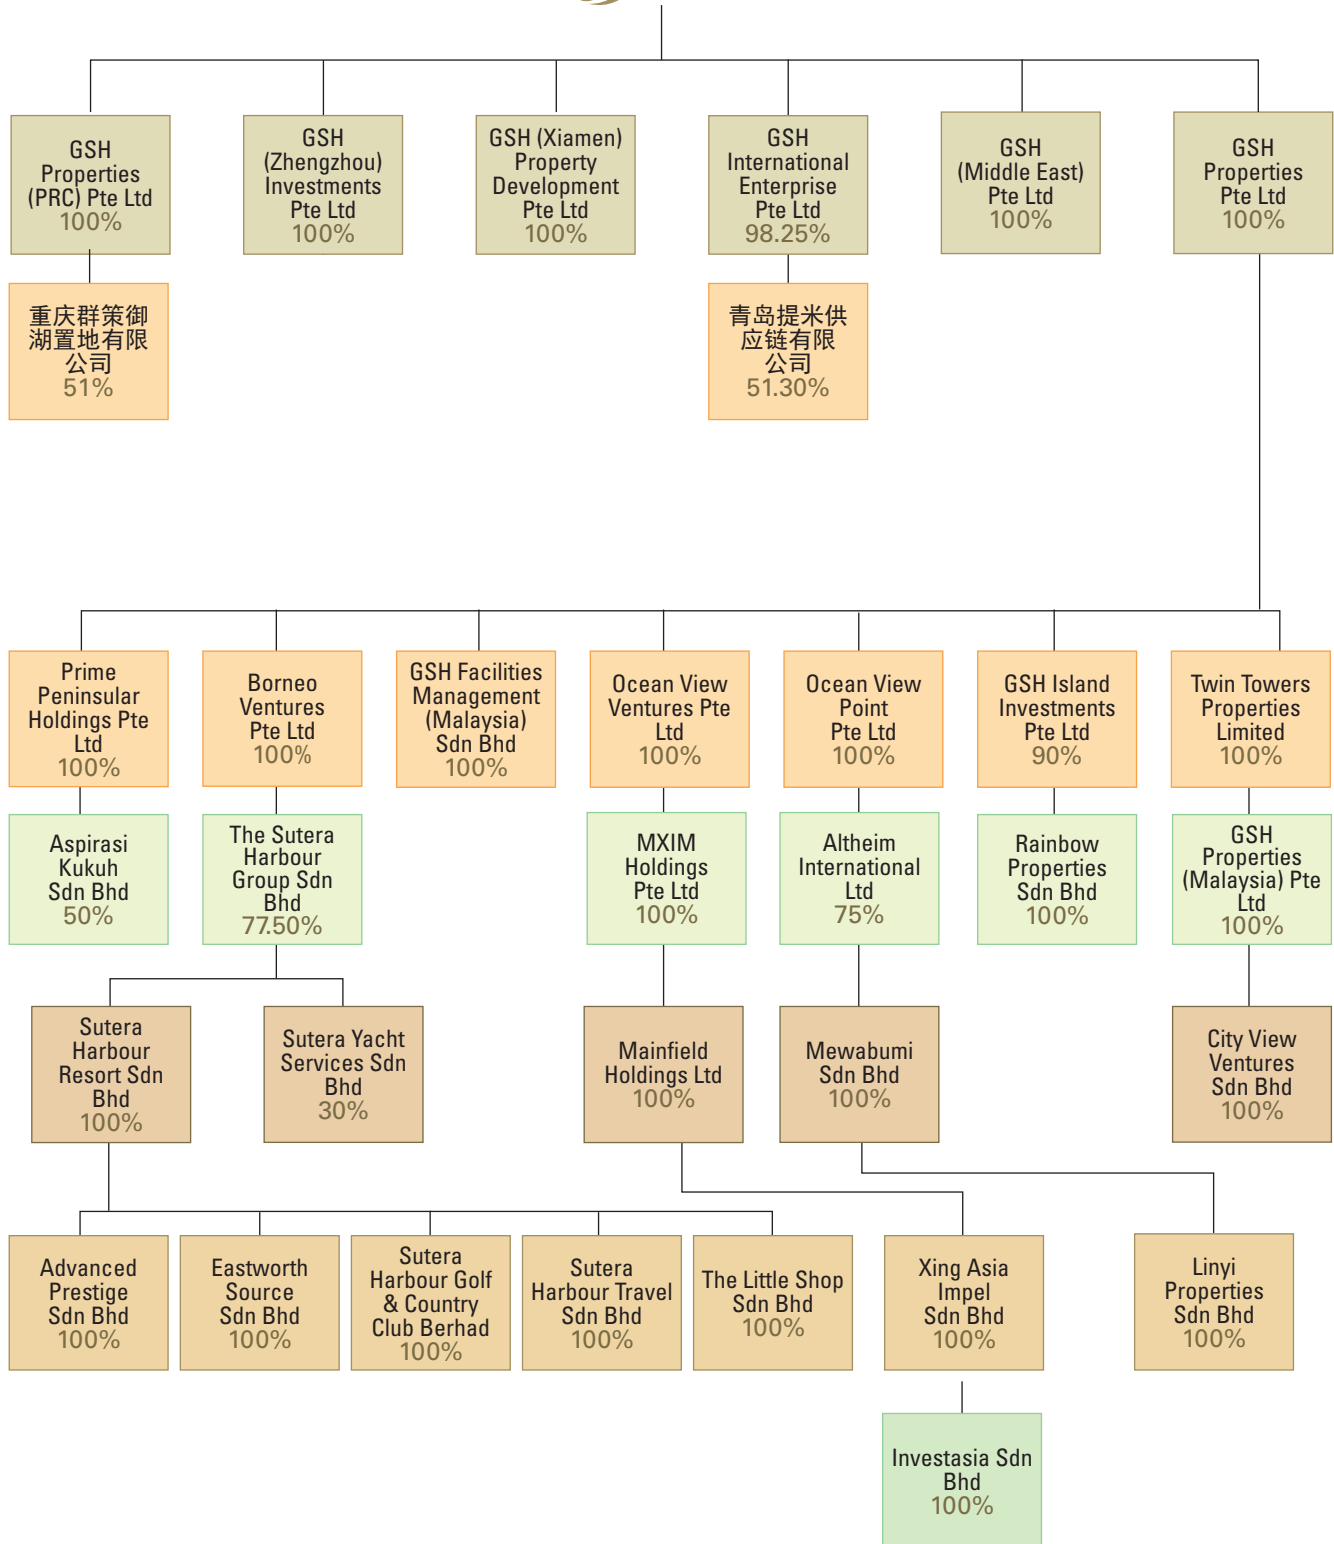 GSH
Properties
(PRC) Pte Ltd
100%
GSH
(Zhengzhou)
Investments
Pte Ltd
100%
GSH (Xiamen)
Property
Development
Pte Ltd
100%
GSH
International
Enterprise
Pte Ltd
98.25%
GSH
(Middle East)
Pte Ltd
100%
GSH
Properties
Pte Ltd
100%
重庆群策御
湖置地有限
公司
51%
青岛提米供
应链有限
公司
51.30%
Prime
Peninsular
Holdings Pte
Ltd
100%
Borneo
Ventures
Pte Ltd
100%
GSH Facilities
Management
(Malaysia)
Sdn Bhd
100%
Ocean View
Ventures Pte
Ltd
100%
Ocean View
Point
Pte Ltd
100%
GSH Island
Investments
Pte Ltd
90%
Twin Towers
Properties
Limited
100%
Aspirasi
Kukuh
Sdn Bhd
50%
The Sutera
Harbour
Group Sdn
Bhd
77.50%
MXIM
Holdings
Pte Ltd
100%
Altheim
International
Ltd
75%
Rainbow
Properties
Sdn Bhd
100%
GSH
Properties
(Malaysia) Pte
Ltd
100%
Sutera
Harbour
Resort Sdn
Bhd
100%
Sutera Yacht
Services Sdn
Bhd
30%
Mainfield
Holdings Ltd
100%
Mewabumi
Sdn Bhd
100%
City View
Ventures
Sdn Bhd
100%
Advanced
Prestige
Sdn Bhd
100%
Eastworth
Source
Sdn Bhd
100%
Sutera
Harbour Golf
& Country
Club Berhad
100%
Sutera
Harbour Travel
Sdn Bhd
100%
The Little Shop
Sdn Bhd
100%
Xing Asia
Impel
Sdn Bhd
100%
Linyi
Properties
Sdn Bhd
100%
Investasia Sdn
Bhd
100%